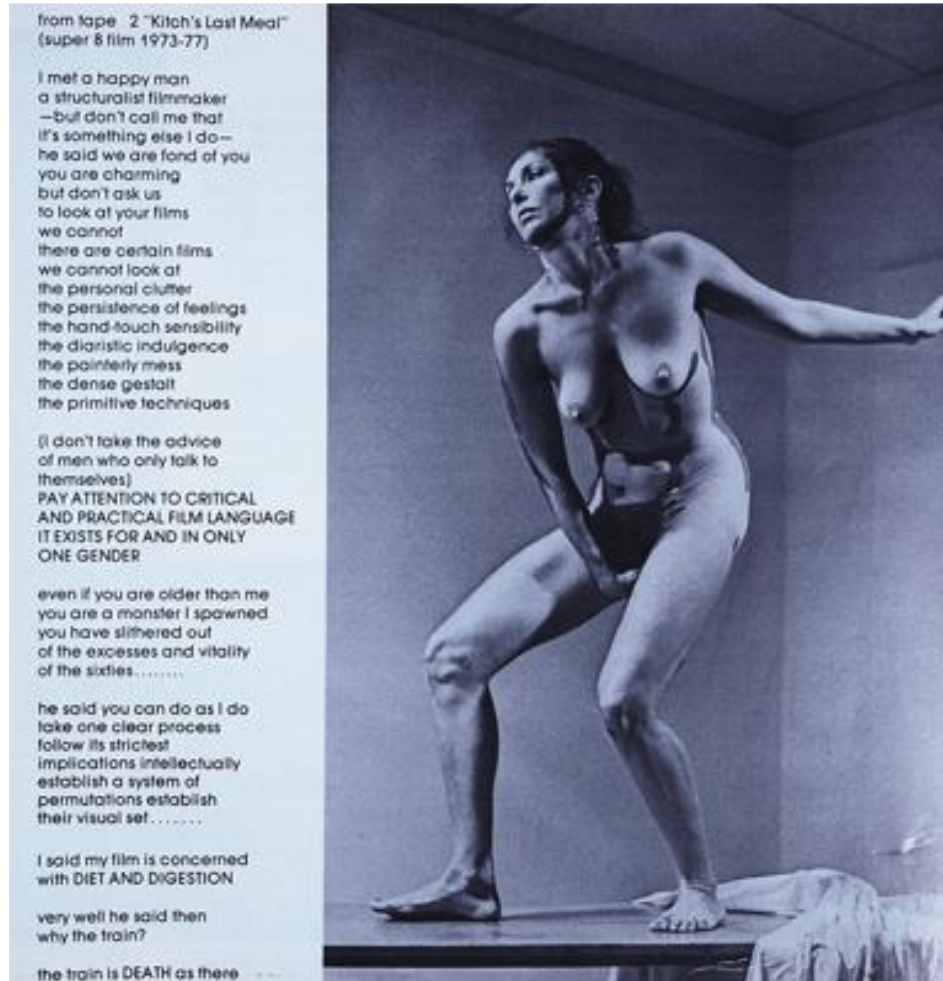 from tape 2 "Kitch's Last Meal"
(super 8 film 1973-77)
I met a happy man
a structuralist filmmaker
—but don't call me that
it's something else I do—
he said we are fond of you
you are charming
but don't ask us
to look at your films
we cannot
there are certain films
we cannot look at
the personal clutter
the persistence of feelings
the hand-touch sensibility
the diaristic indulgence
the painterly mess
the dense gestalt
the primitive techniques
(I don't take the advice
of men who only talk to
themselves)
PAY ATTENTION TO CRITICAL
AND PRACTICAL FILM LANGUAGE
IT EXISTS FOR AND IN ONLY
ONE GENDER
even if you are older than me
you are a monster I spawned
you have slithered out
of the excesses and vitality
of the sixties........
he said you can do as I do
take one clear process
follow its strictest
implications intellectually
establish a system of
permutations establish
their visual set.......
I said my film is concerned
with DIET AND DIGESTION
very well he said then
why the train?
the train is DEATH as there